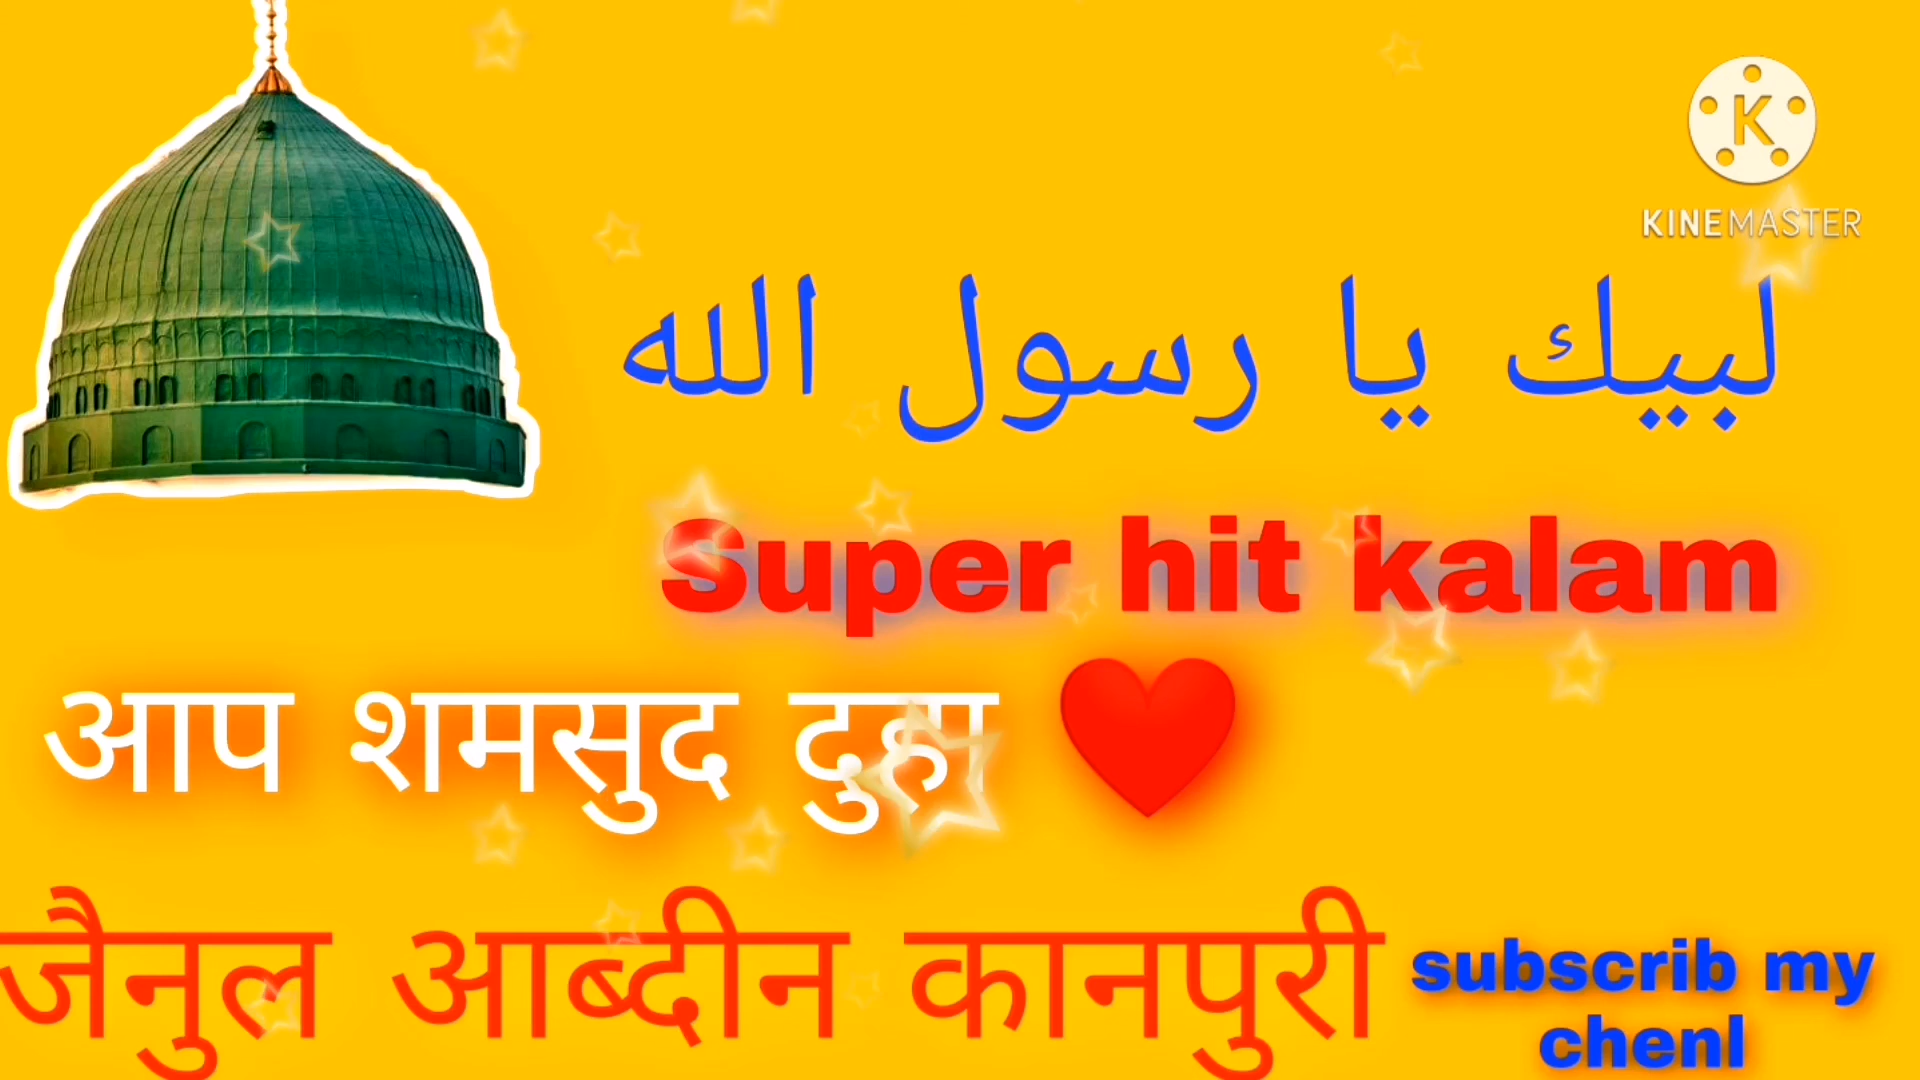 K
KINEMASTER
لبيك يا رسول الله
Super hit kalam
आप शमसुद दुहा ❤
जैनुल आब्दीन कानपुरी
subscrib my
chenl